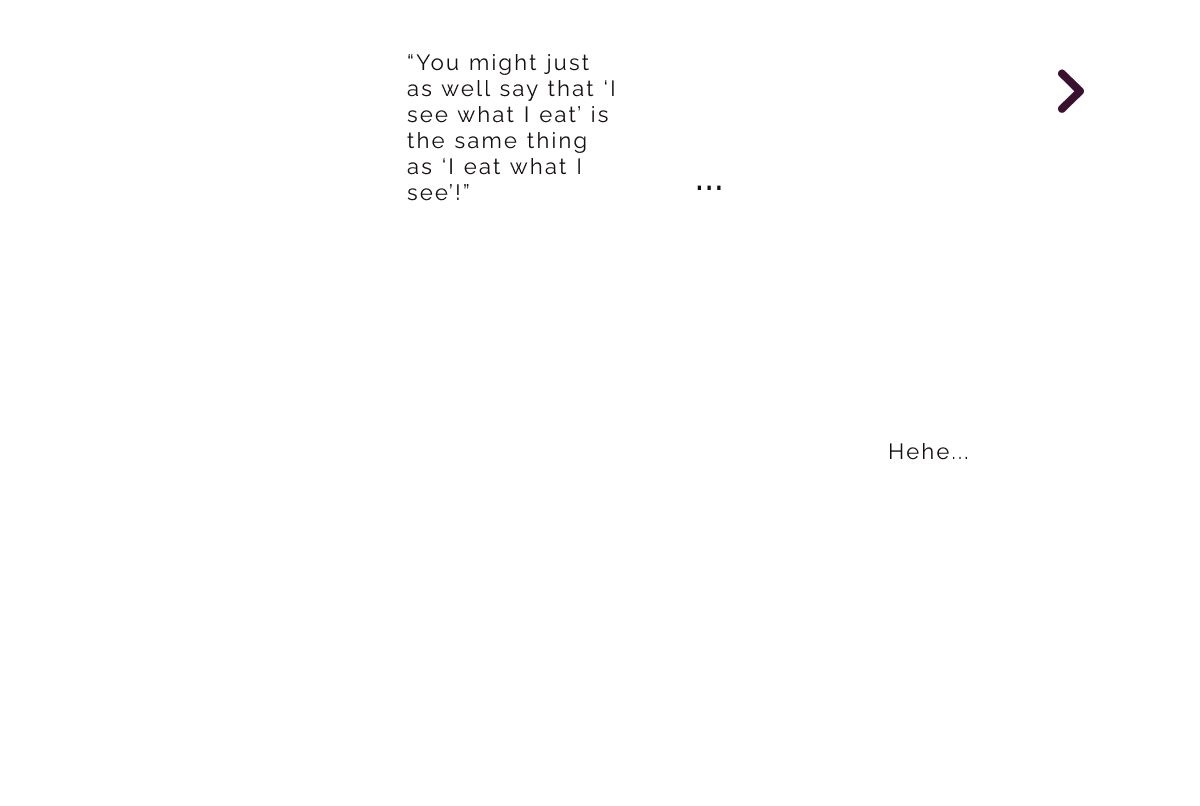 “You might just
as well say that ‘I
see what I eat’ is
the same thing
as ‘I eat what I
see’!”
...
Hehe...